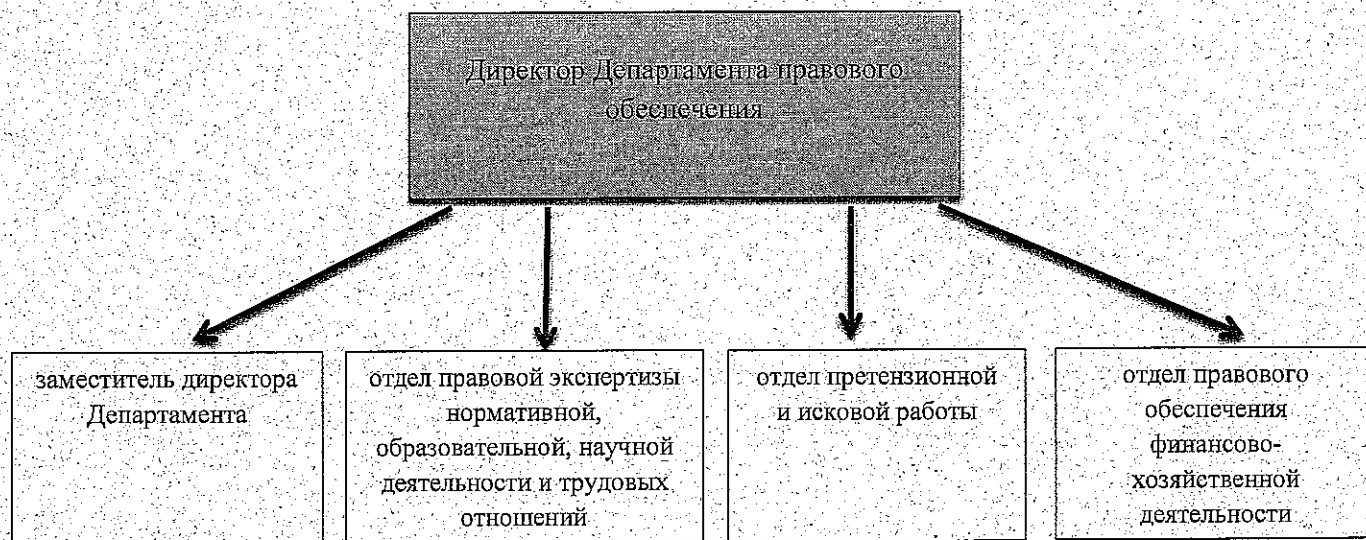 Директор Департамента правового
обеспечения
заместитель директора
Департамента
отдел правовой экспертизы
нормативной,
образовательной, научной
деятельности и трудовых
отношений
отдел претензионной
и исковой работы
отдел правового
обеспечения
финансово-
хозяйственной
деятельности